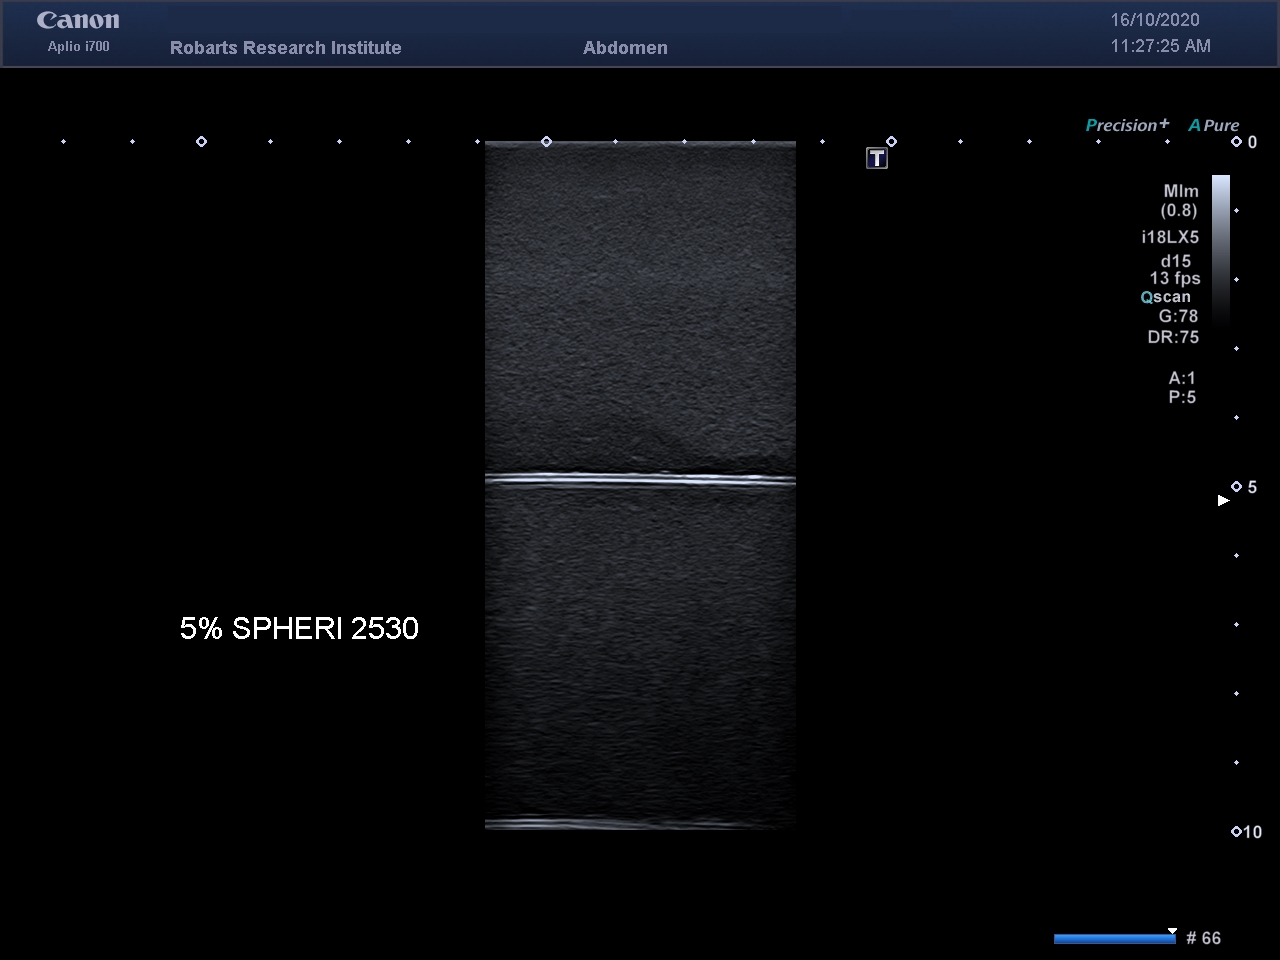 Canon
Aplio i700
Robarts Research Institute
Abdomen
16/10/2020
11:27:25 AM
Precision+ A Pure
T
0
MIm
(0.8)
i18LX5
d15
13 fps
Qscan
G:78
DR:75
A:1
P:5
5
5% SPHERI 2530
10
# 66